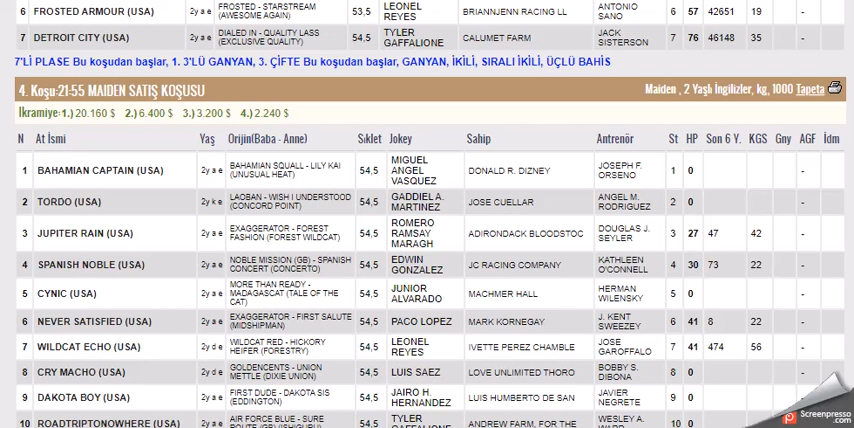 6 FROSTED ARMOUR (USA) 2y a e FROSTED - STARSTREAM (AWESOME AGAIN) 53,5 LEONEL REYES BRIANNJENN RACING LL ANTONIO SANO 6 57 42651 19
7 DETROIT CITY (USA) 2y a e DIALED IN - QUALITY LASS (EXCLUSIVE QUALITY) 54,5 TYLER GAFFALIONE CALUMET FARM JACK SISTERSON 7 76 46148 35 -
7'Lİ PLASE Bu koşudan başlar, 1. 3'LÜ GANYAN, 3. ÇİFTE Bu koşudan başlar, GANYAN, İKİLİ, SIRALI İKİLİ, ÜÇLÜ BAHİS
4. Koşu:21-55 MAIDEN SATIŞ KOŞUSU Maiden , 2 Yaşlı İngilizler, kg, 1000 Tapeta
İkramiye:1.) 20.160 $ 2.) 6.400 $ 3.) 3.200 $ 4.) 2.240 $
N At İsmi Yaş Orijin(Baba - Anne) Sıklet Jokey Sahip Antrenör St HP Son 6 Y. KGS Gny AGF İdm
1 BAHAMIAN CAPTAIN (USA) 2y a e BAHAMIAN SQUALL - LILY KAI (UNUSUAL HEAT) 54,5 MIGUEL ANGEL VASQUEZ DONALD R. DIZNEY JOSEPH F. ORSENO 1 0 -
2 TORDO (USA) 2y k e LAOBAN - WISH I UNDERSTOOD (CONCORD POINT) 54,5 GADDIEL A. MARTINEZ JOSE CUELLAR ANGEL M. RODRIGUEZ 2 0 -
3 JUPITER RAIN (USA) 2y a e EXAGGERATOR - FOREST FASHION (FOREST WILDCAT) 54,5 ROMERO RAMSAY MARAGH ADIRONDACK BLOODSTOC DOUGLAS J. SEYLER 3 27 47 42 -
4 SPANISH NOBLE (USA) 2y a e NOBLE MISSION (GB) - SPANISH CONCERT (CONCERTO) 54,5 EDWIN GONZALEZ JC RACING COMPANY KATHLEEN O'CONNELL 4 30 73 22 -
5 CYNIC (USA) 2y a e MORE THAN READY - MADAGASCAT (TALE OF THE CAT) 54,5 JUNIOR ALVARADO MACHMER HALL HERMAN WILENSKY 5 0 -
6 NEVER SATISFIED (USA) 2y a e EXAGGERATOR - FIRST SALUTE (MIDSHIPMAN) 54,5 PACO LOPEZ MARK KORNEGAY J. KENT SWEEZEY 6 41 8 22 -
7 WILDCAT ECHO (USA) 2y d e WILDCAT RED - HICKORY HEIFER (FORESTRY) 54,5 LEONEL REYES IVETTE PEREZ CHAMBLE JOSE GAROFFALO 7 41 474 56 -
8 CRY MACHO (USA) 2y d e GOLDENCENTS - UNION METTLE (DIXIE UNION) 54,5 LUIS SAEZ LOVE UNLIMITED THORO BOBBY S. DIBONA 8 0 -
9 DAKOTA BOY (USA) 2y d e FIRST DUDE - DAKOTA SIS (EDDINGTON) 54,5 JAIRO H. HERNANDEZ LUIS HUMBERTO DE SAN JAVIER NEGRETE 9 0 -
10 ROADTRIPTONOWHERE (USA) 2y a e AIR FORCE BLUE - SURE 54,5 TYLER ANDREW FARM, FOR THE WESLEY A. 10 0
Screenpresso
.com